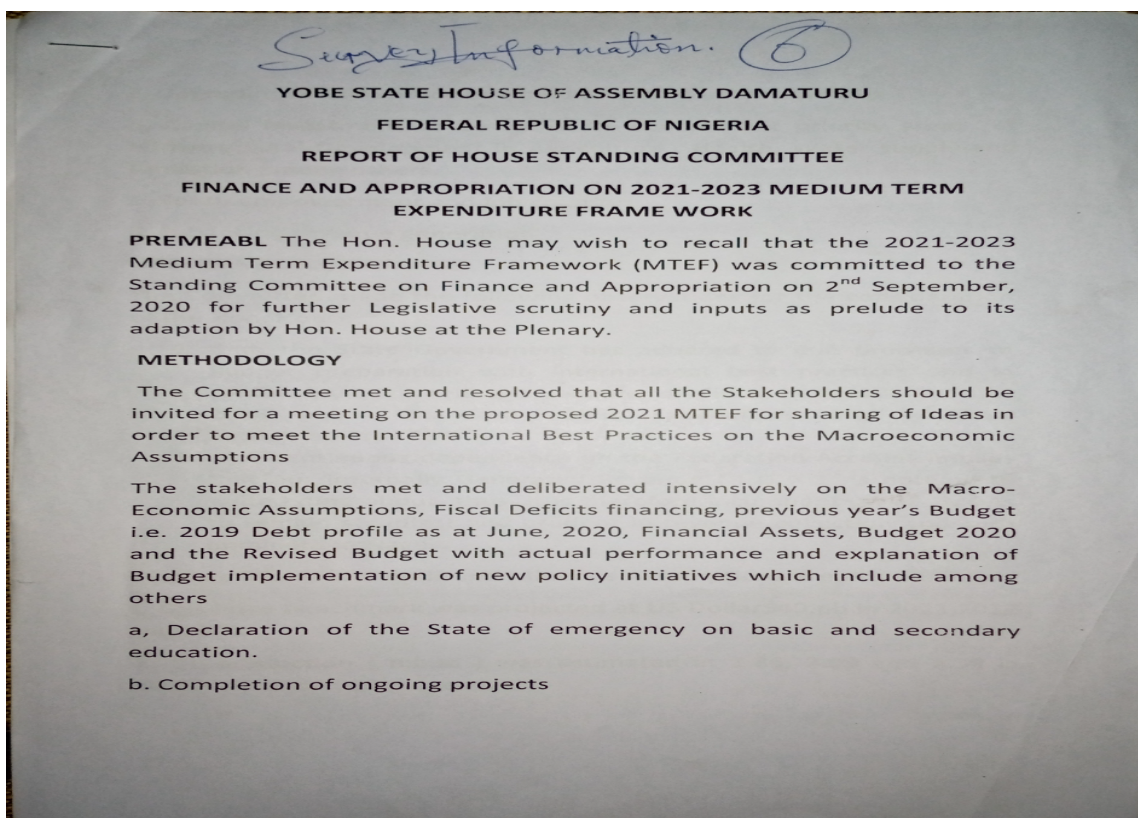 Survey Information. 6
YOBE STATE HOUSE OF ASSEMBLY DAMATURU
FEDERAL REPUBLIC OF NIGERIA
REPORT OF HOUSE STANDING COMMITTEE
FINANCE AND APPROPRIATION ON 2021-2023 MEDIUM TERM
EXPENDITURE FRAME WORK
PREMEABL The Hon. House may wish to recall that the 2021-2023
Medium Term Expenditure Framework (MTEF) was committed to the
Standing Committee on Finance and Appropriation on 2nd September,
2020 for further Legislative scrutiny and inputs as prelude to its
adaption by Hon. House at the Plenary.
METHODOLOGY
The Committee met and resolved that all the Stakeholders should be
invited for a meeting on the proposed 2021 MTEF for sharing of Ideas in
order to meet the International Best Practices on the Macroeconomic
Assumptions
The stakeholders met and deliberated intensively on the Macro-
Economic Assumptions, Fiscal Deficits financing, previous year's Budget
i.e. 2019 Debt profile as at June, 2020, Financial Assets, Budget 2020
and the Revised Budget with actual performance and explanation of
Budget implementation of new policy initiatives which include among
others
a, Declaration of the State of emergency on basic and secondary
education.
b. Completion of ongoing projects